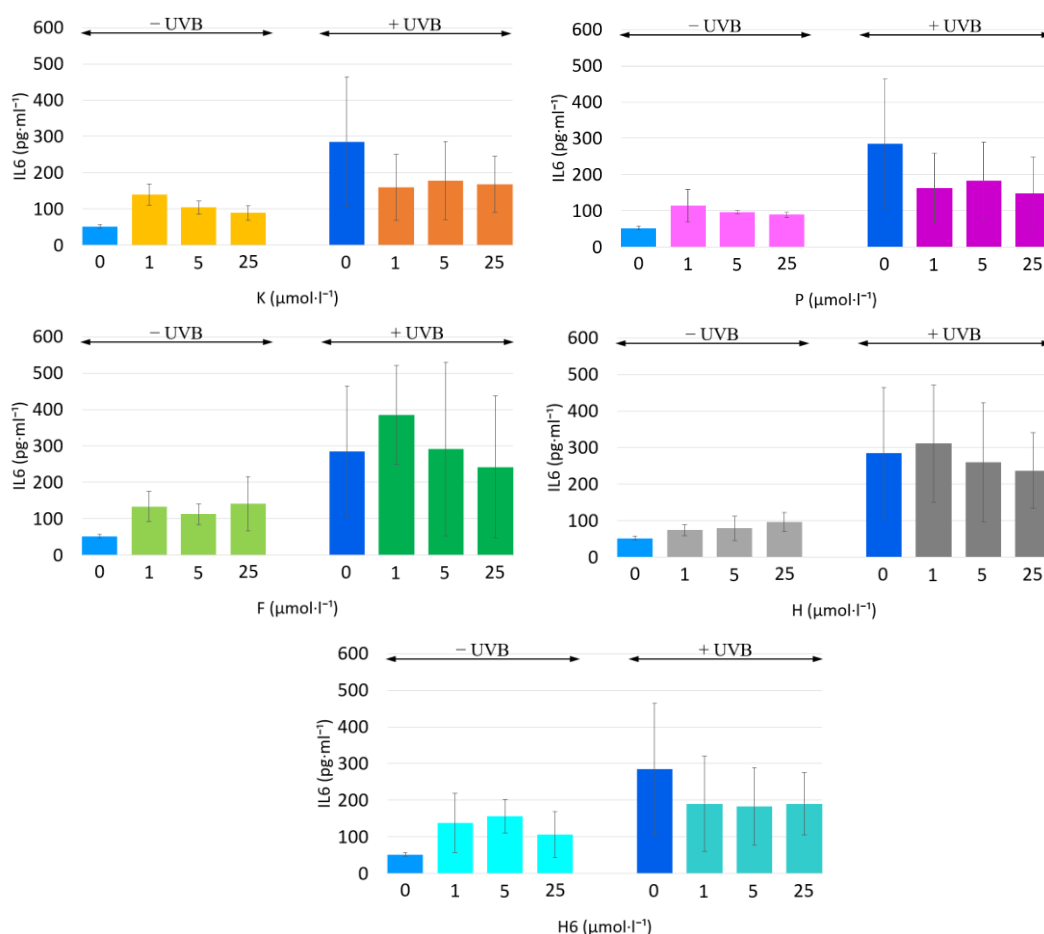 − UVB + UVB
600
500
400
300
200
100
0
IL6 (pg·ml⁻¹)
0 1 5 25 0 1 5 25
K (μmol·l⁻¹)
− UVB + UVB
600
500
400
300
200
100
0
IL6 (pg·ml⁻¹)
0 1 5 25 0 1 5 25
P (μmol·l⁻¹)
− UVB + UVB
600
500
400
300
200
100
0
IL6 (pg·ml⁻¹)
0 1 5 25 0 1 5 25
F (μmol·l⁻¹)
− UVB + UVB
600
500
400
300
200
100
0
IL6 (pg·ml⁻¹)
0 1 5 25 0 1 5 25
H (μmol·l⁻¹)
− UVB + UVB
600
500
400
300
200
100
0
IL6 (pg·ml⁻¹)
0 1 5 25 0 1 5 25
H6 (μmol·l⁻¹)